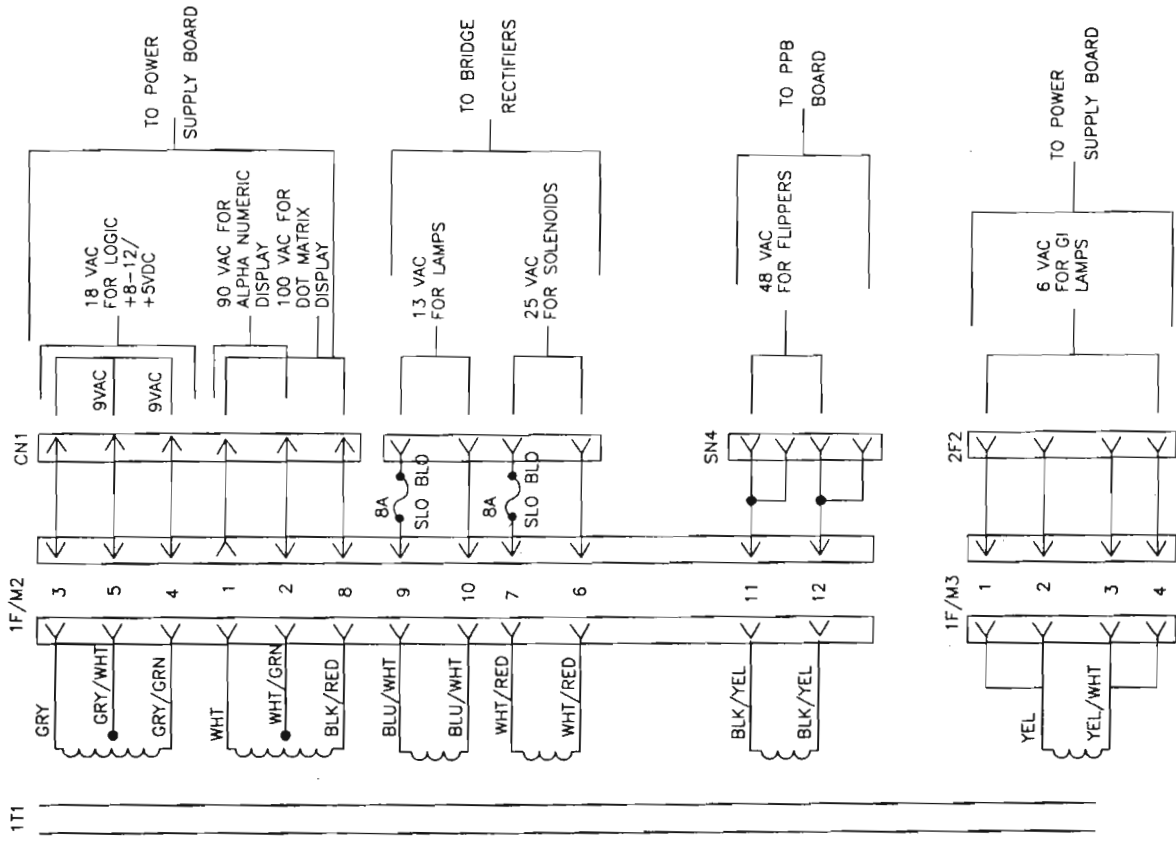 1T1
GRY
GRY/WHT
GRY/GRN
WHT
WHT/GRN
BLK/RED
BLU/WHT
BLU/WHT
WHT/RED
WHT/RED
BLK/YEL
BLK/YEL
YEL
YEL/WHT
1F/M2
3
5
4
1
2
8
9
10
7
6
11
12
1F/M3
1
2
3
4
8A
SLO BLO
8A
SLO BLO
CN1
SN4
2F2
9VAC
9VAC
18 VAC
FOR LOGIC
+8-12/
+5VDC
90 VAC FOR
ALPHA NUMERIC
DISPLAY
100 VAC FOR
DOT MATRIX
DISPLAY
13 VAC
FOR LAMPS
25 VAC
FOR SOLENOIDS
48 VAC
FOR FLIPPERS
6 VAC
FOR GI
LAMPS
TO POWER
SUPPLY BOARD
TO BRIDGE
RECTIFIERS
TO PPB
BOARD
TO POWER
SUPPLY BOARD